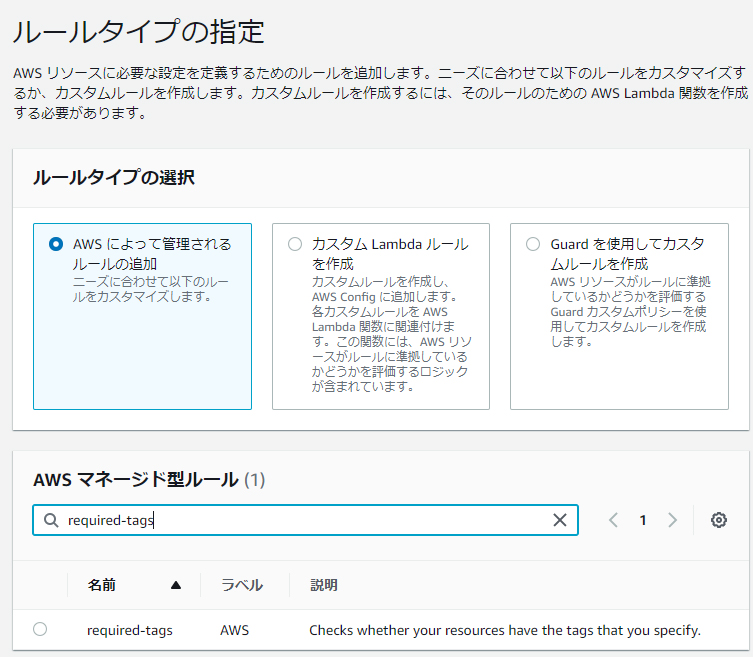 ルールタイプの指定
AWS リソースに必要な設定を定義するためのルールを追加します。ニーズに合わせて以下のルールをカスタマイズす
るか、カスタムルールを作成します。カスタムルールを作成するには、そのルールのための AWS Lambda 関数を作成
する必要があります。
ルールタイプの選択
AWS によって管理される
ルールの追加
ニーズに合わせて以下のルー
ルをカスタマイズします。
カスタム Lambda ルール
を作成
カスタムルールを作成し、
AWS Config に追加します。
各カスタムルールを AWS
Lambda 関数に関連付けま
す。この関数には、AWS リソ
ースがルールに準拠している
かどうかを評価するロジック
が含まれています。
Guard を使用してカスタ
ムルールを作成
AWS リソースがルールに準拠
しているかどうかを評価する
Guard カスタムポリシーを使
用してカスタムルールを作成
します。
AWS マネージド型ルール (1)
required-tags
1
名前 ラベル 説明
required-tags AWS Checks whether your resources have the tags that you specify.